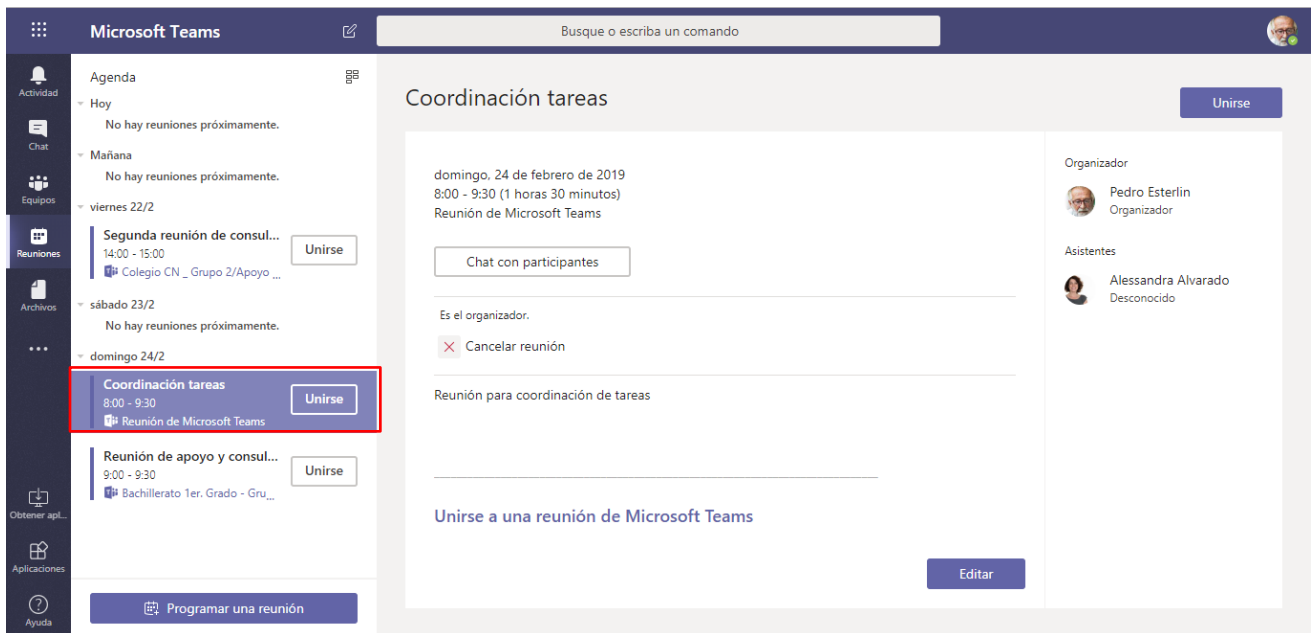 Microsoft Teams
Busque o escriba un comando
Actividad
Chat
Equipos
Reuniones
Archivos
Obtener apl...
Aplicaciones
Ayuda
Agenda
Hoy
No hay reuniones próximamente.
Mañana
No hay reuniones próximamente.
viernes 22/2
Segunda reunión de consul...
14:00 - 15:00
Colegio CN _ Grupo 2/Apoyo ...
Unirse
sábado 23/2
No hay reuniones próximamente.
domingo 24/2
Coordinación tareas
8:00 - 9:30
Reunión de Microsoft Teams
Unirse
Reunión de apoyo y consul...
9:00 - 9:30
Bachillerato 1er. Grado - Gru...
Unirse
Programar una reunión
Coordinación tareas
Unirse
domingo, 24 de febrero de 2019
8:00 - 9:30 (1 horas 30 minutos)
Reunión de Microsoft Teams
Chat con participantes
Es el organizador.
Cancelar reunión
Reunión para coordinación de tareas
Unirse a una reunión de Microsoft Teams
Editar
Organizador
Pedro Esterlin
Organizador
Asistentes
Alessandra Alvarado
Desconocido